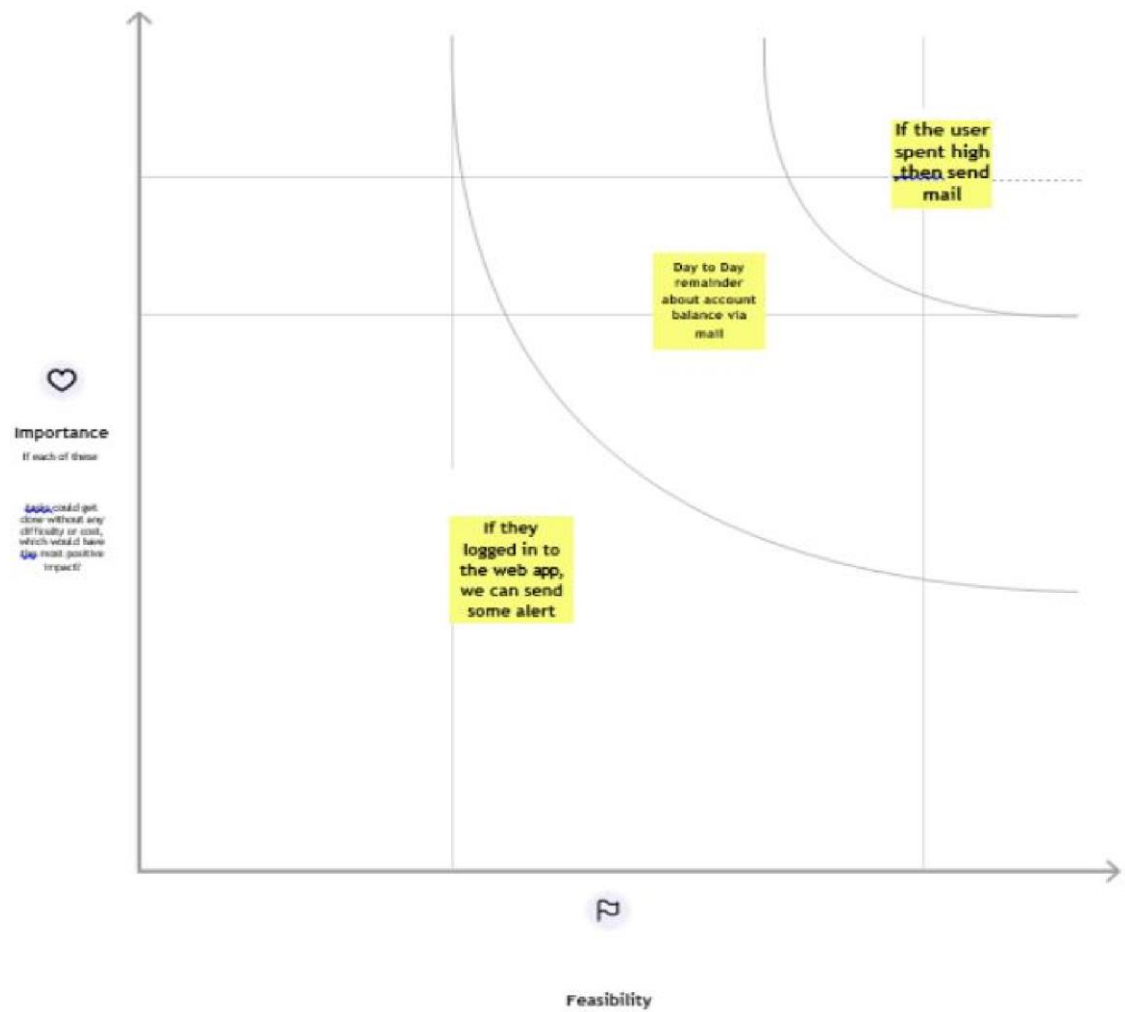 If the user
spent high
,then send
mail
Day to Day
remainder
about account
balance via
mail
Importance
If each of these
tasks could get
done without any
difficulty or cost,
which would have
the most positive
impact?
If they
logged in to
the web app,
we can send
some alert
Feasibility